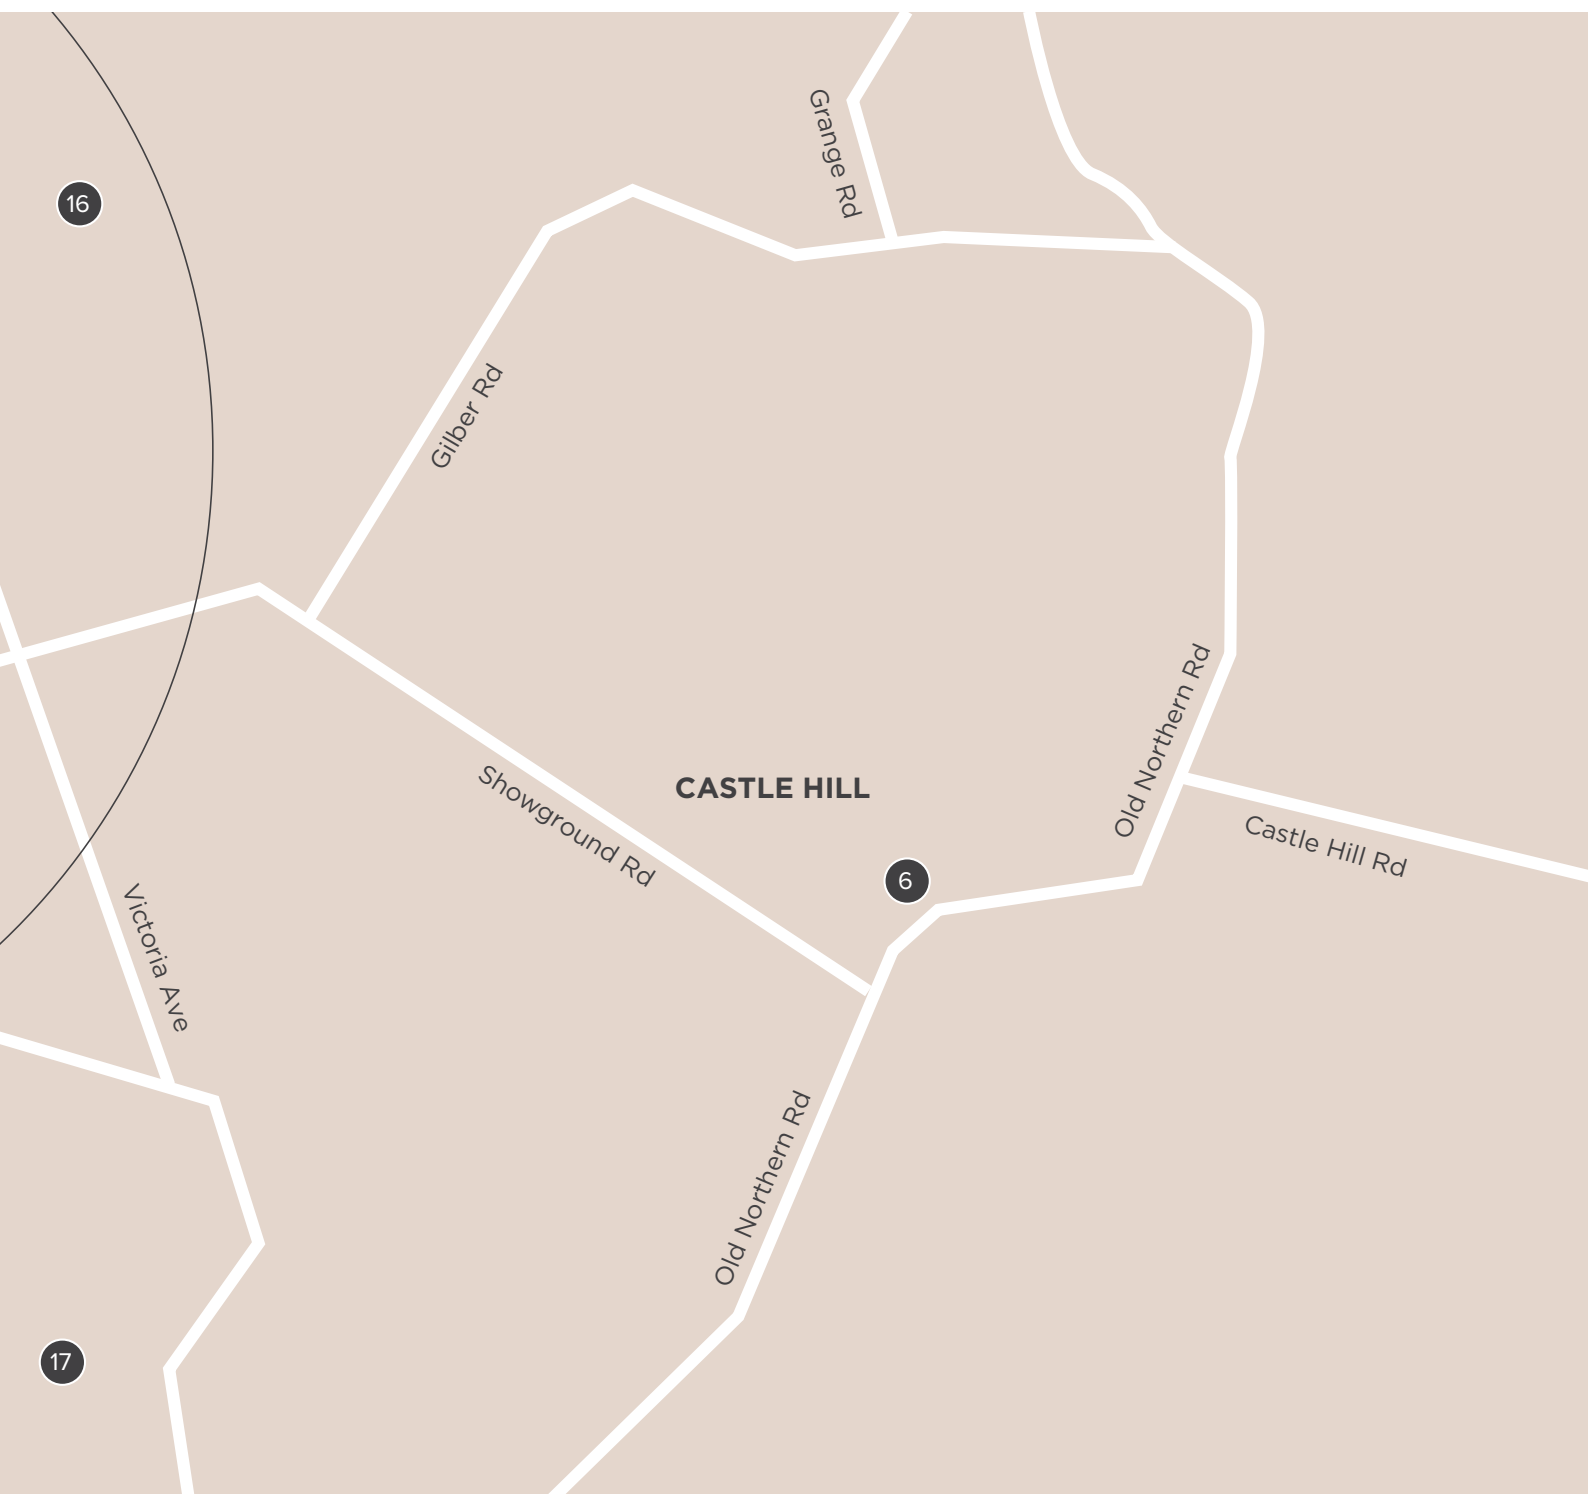 Grange Rd
16
Gilber Rd
Old Northern Rd
CASTLE HILL
Showground Rd
Castle Hill Rd
6
Victoria Ave
Old Northern Rd
17